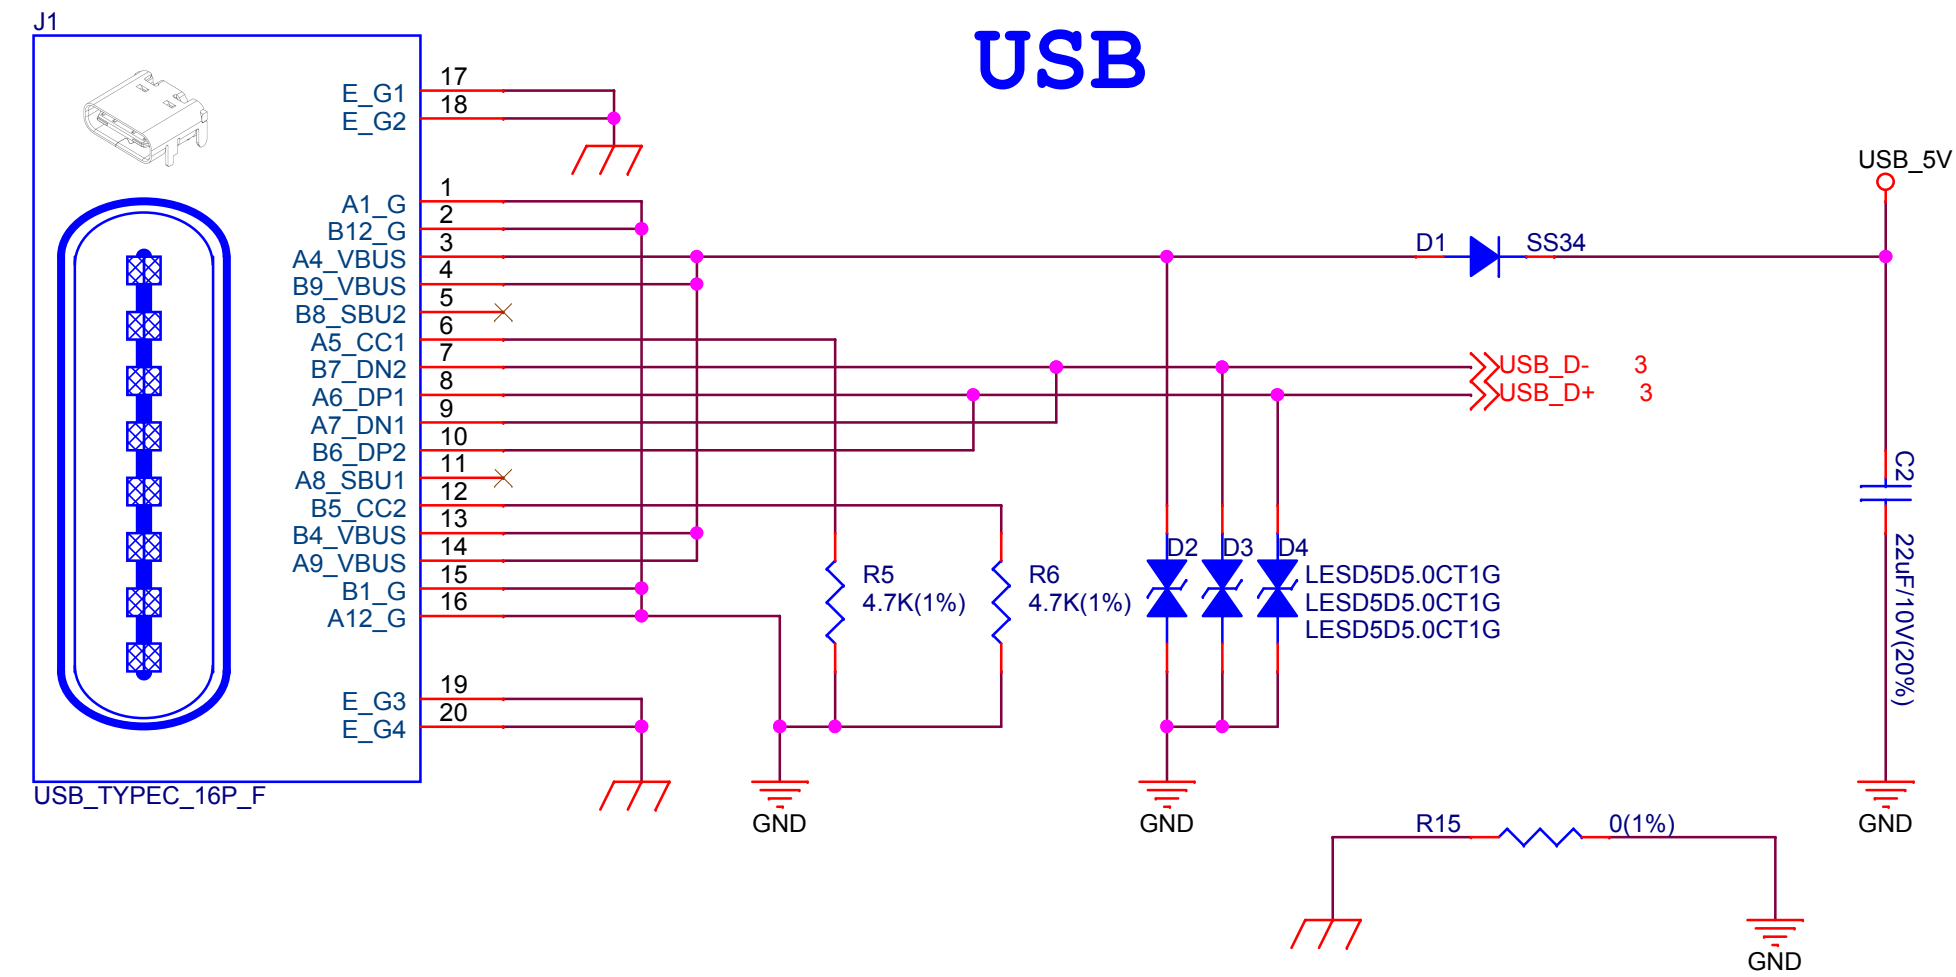 J1
USB
E_G1 17
E_G2 18
A1_G 1
B12_G 2
A4_VBUS 3
B9_VBUS 4
B8_SBU2 5
A5_CC1 6
B7_DN2 7
A6_DP1 8
A7_DN1 9
B6_DP2 10
A8_SBU1 11
B5_CC2 12
B4_VBUS 13
A9_VBUS 14
B1_G 15
A12_G 16
E_G3 19
E_G4 20
USB_TYPEC_16P_F
USB_5V
D1 SS34
USB_D- 3
USB_D+ 3
C2
22uF/10V(20%)
R5
4.7K(1%)
R6
4.7K(1%)
D2 D3 D4
LESD5D5.0CT1G
LESD5D5.0CT1G
LESD5D5.0CT1G
GND
GND
GND
R15 0(1%)
GND